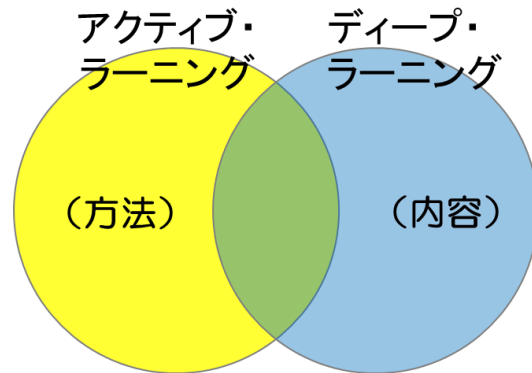 アクティブ・
ラーニング
ディープ・
ラーニング
（方法）
（内容）